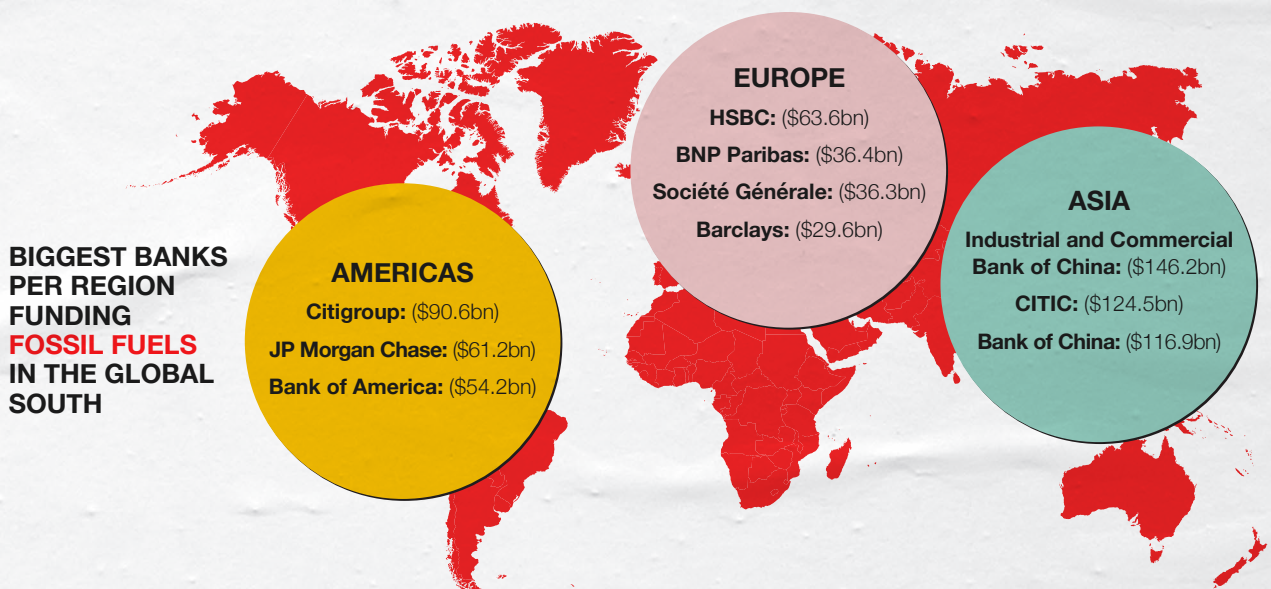 BIGGEST BANKS
PER REGION
FUNDING
FOSSIL FUELS
IN THE GLOBAL
SOUTH
AMERICAS
Citigroup: ($90.6bn)
JP Morgan Chase: ($61.2bn)
Bank of America: ($54.2bn)
EUROPE
HSBC: ($63.6bn)
BNP Paribas: ($36.4bn)
Société Générale: ($36.3bn)
Barclays: ($29.6bn)
ASIA
Industrial and Commercial
Bank of China: ($146.2bn)
CITIC: ($124.5bn)
Bank of China: ($116.9bn)